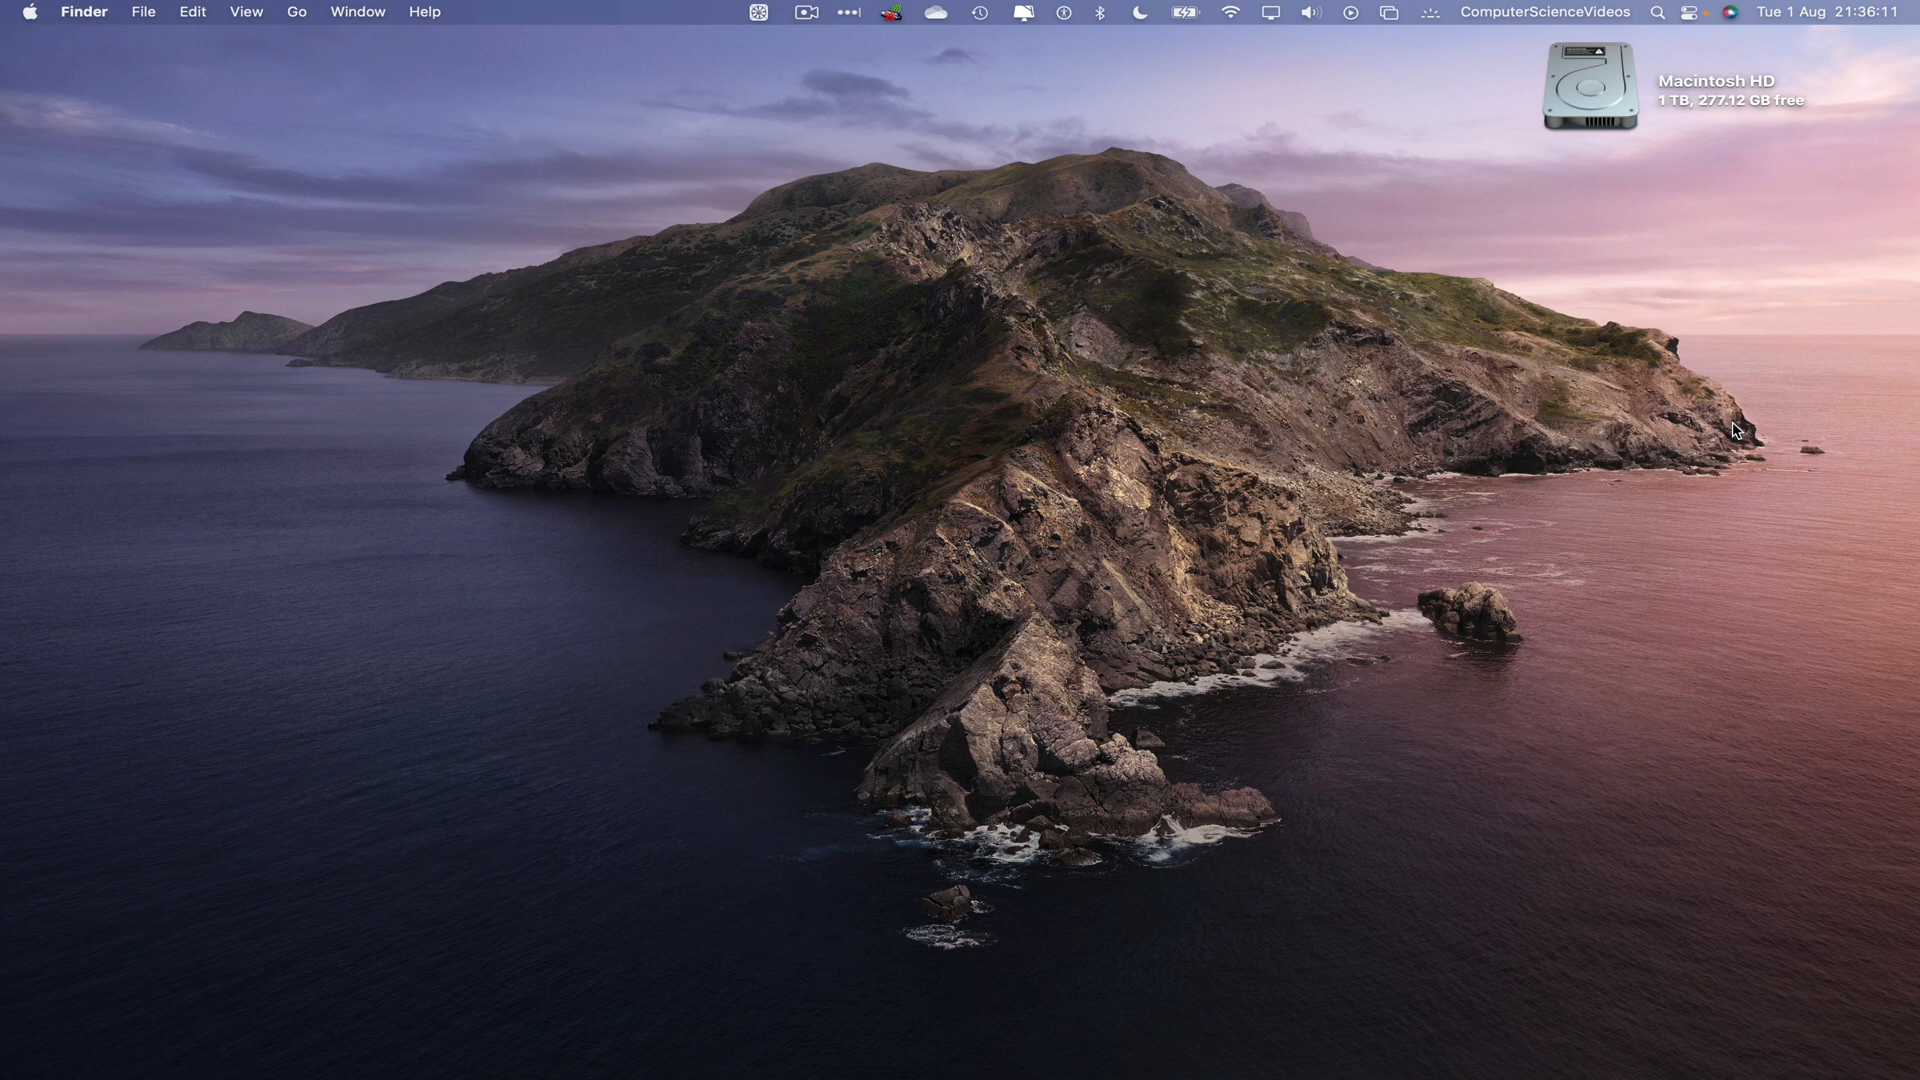 Finder File Edit View Go Window Help ComputerScienceVideos Tue 1 Aug 21:36:11
Macintosh HD
1 TB, 277.12 GB free